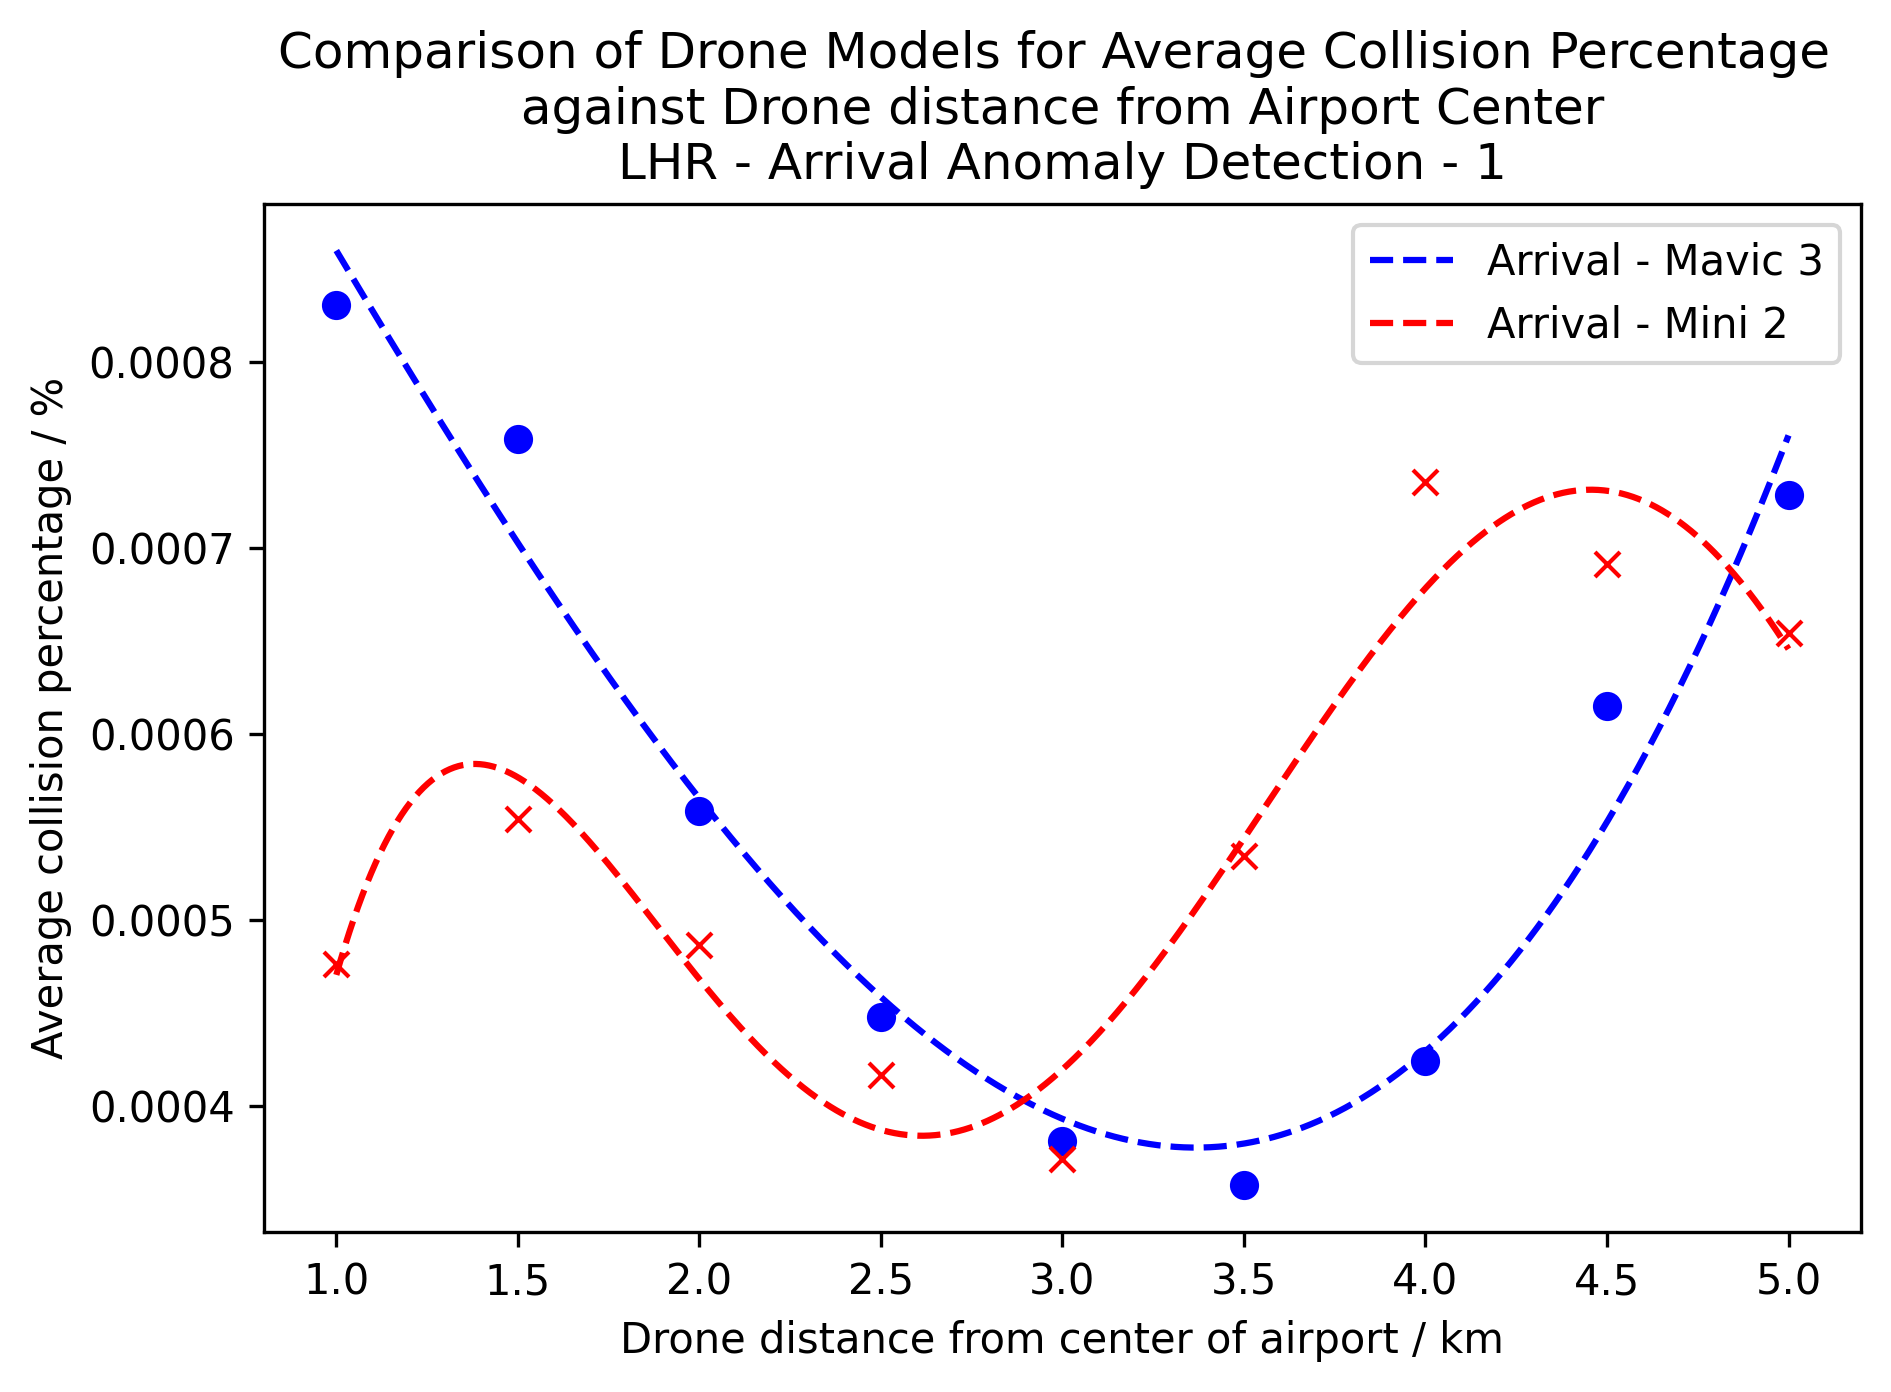 Comparison of Drone Models for Average Collision Percentage
against Drone distance from Airport Center
LHR - Arrival Anomaly Detection - 1
Arrival - Mavic 3
Arrival - Mini 2
Average collision percentage / %
0.0008
0.0007
0.0006
0.0005
0.0004
1.0 1.5 2.0 2.5 3.0 3.5 4.0 4.5 5.0
Drone distance from center of airport / km